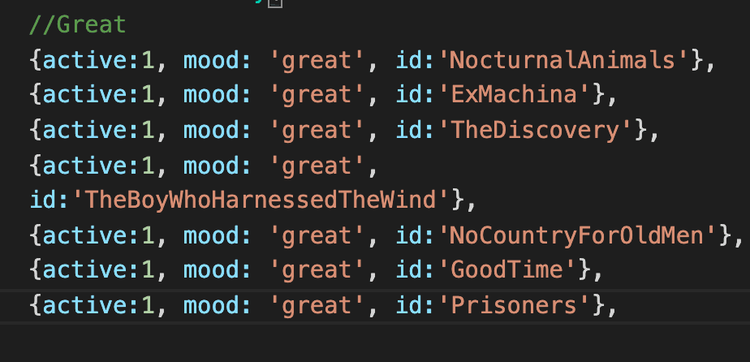 //Great
{active:1, mood: 'great', id:'NocturnalAnimals'},
{active:1, mood: 'great', id:'ExMachina'},
{active:1, mood: 'great', id:'TheDiscovery'},
{active:1, mood: 'great',
id:'TheBoyWhoHarnessedTheWind'},
{active:1, mood: 'great', id:'NoCountryForOldMen'},
{active:1, mood: 'great', id:'GoodTime'},
{active:1, mood: 'great', id:'Prisoners'},